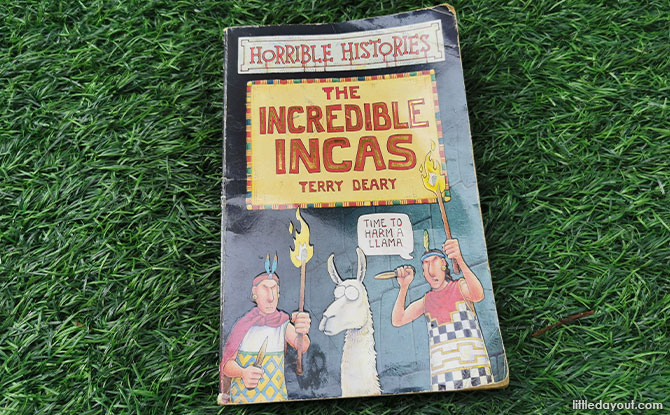 HORRIBLE HISTORIES
THE
INCREDIBLE
INCAS
TERRY DEARY
TIME TO
HARM A
LLAMA
littledayout.com